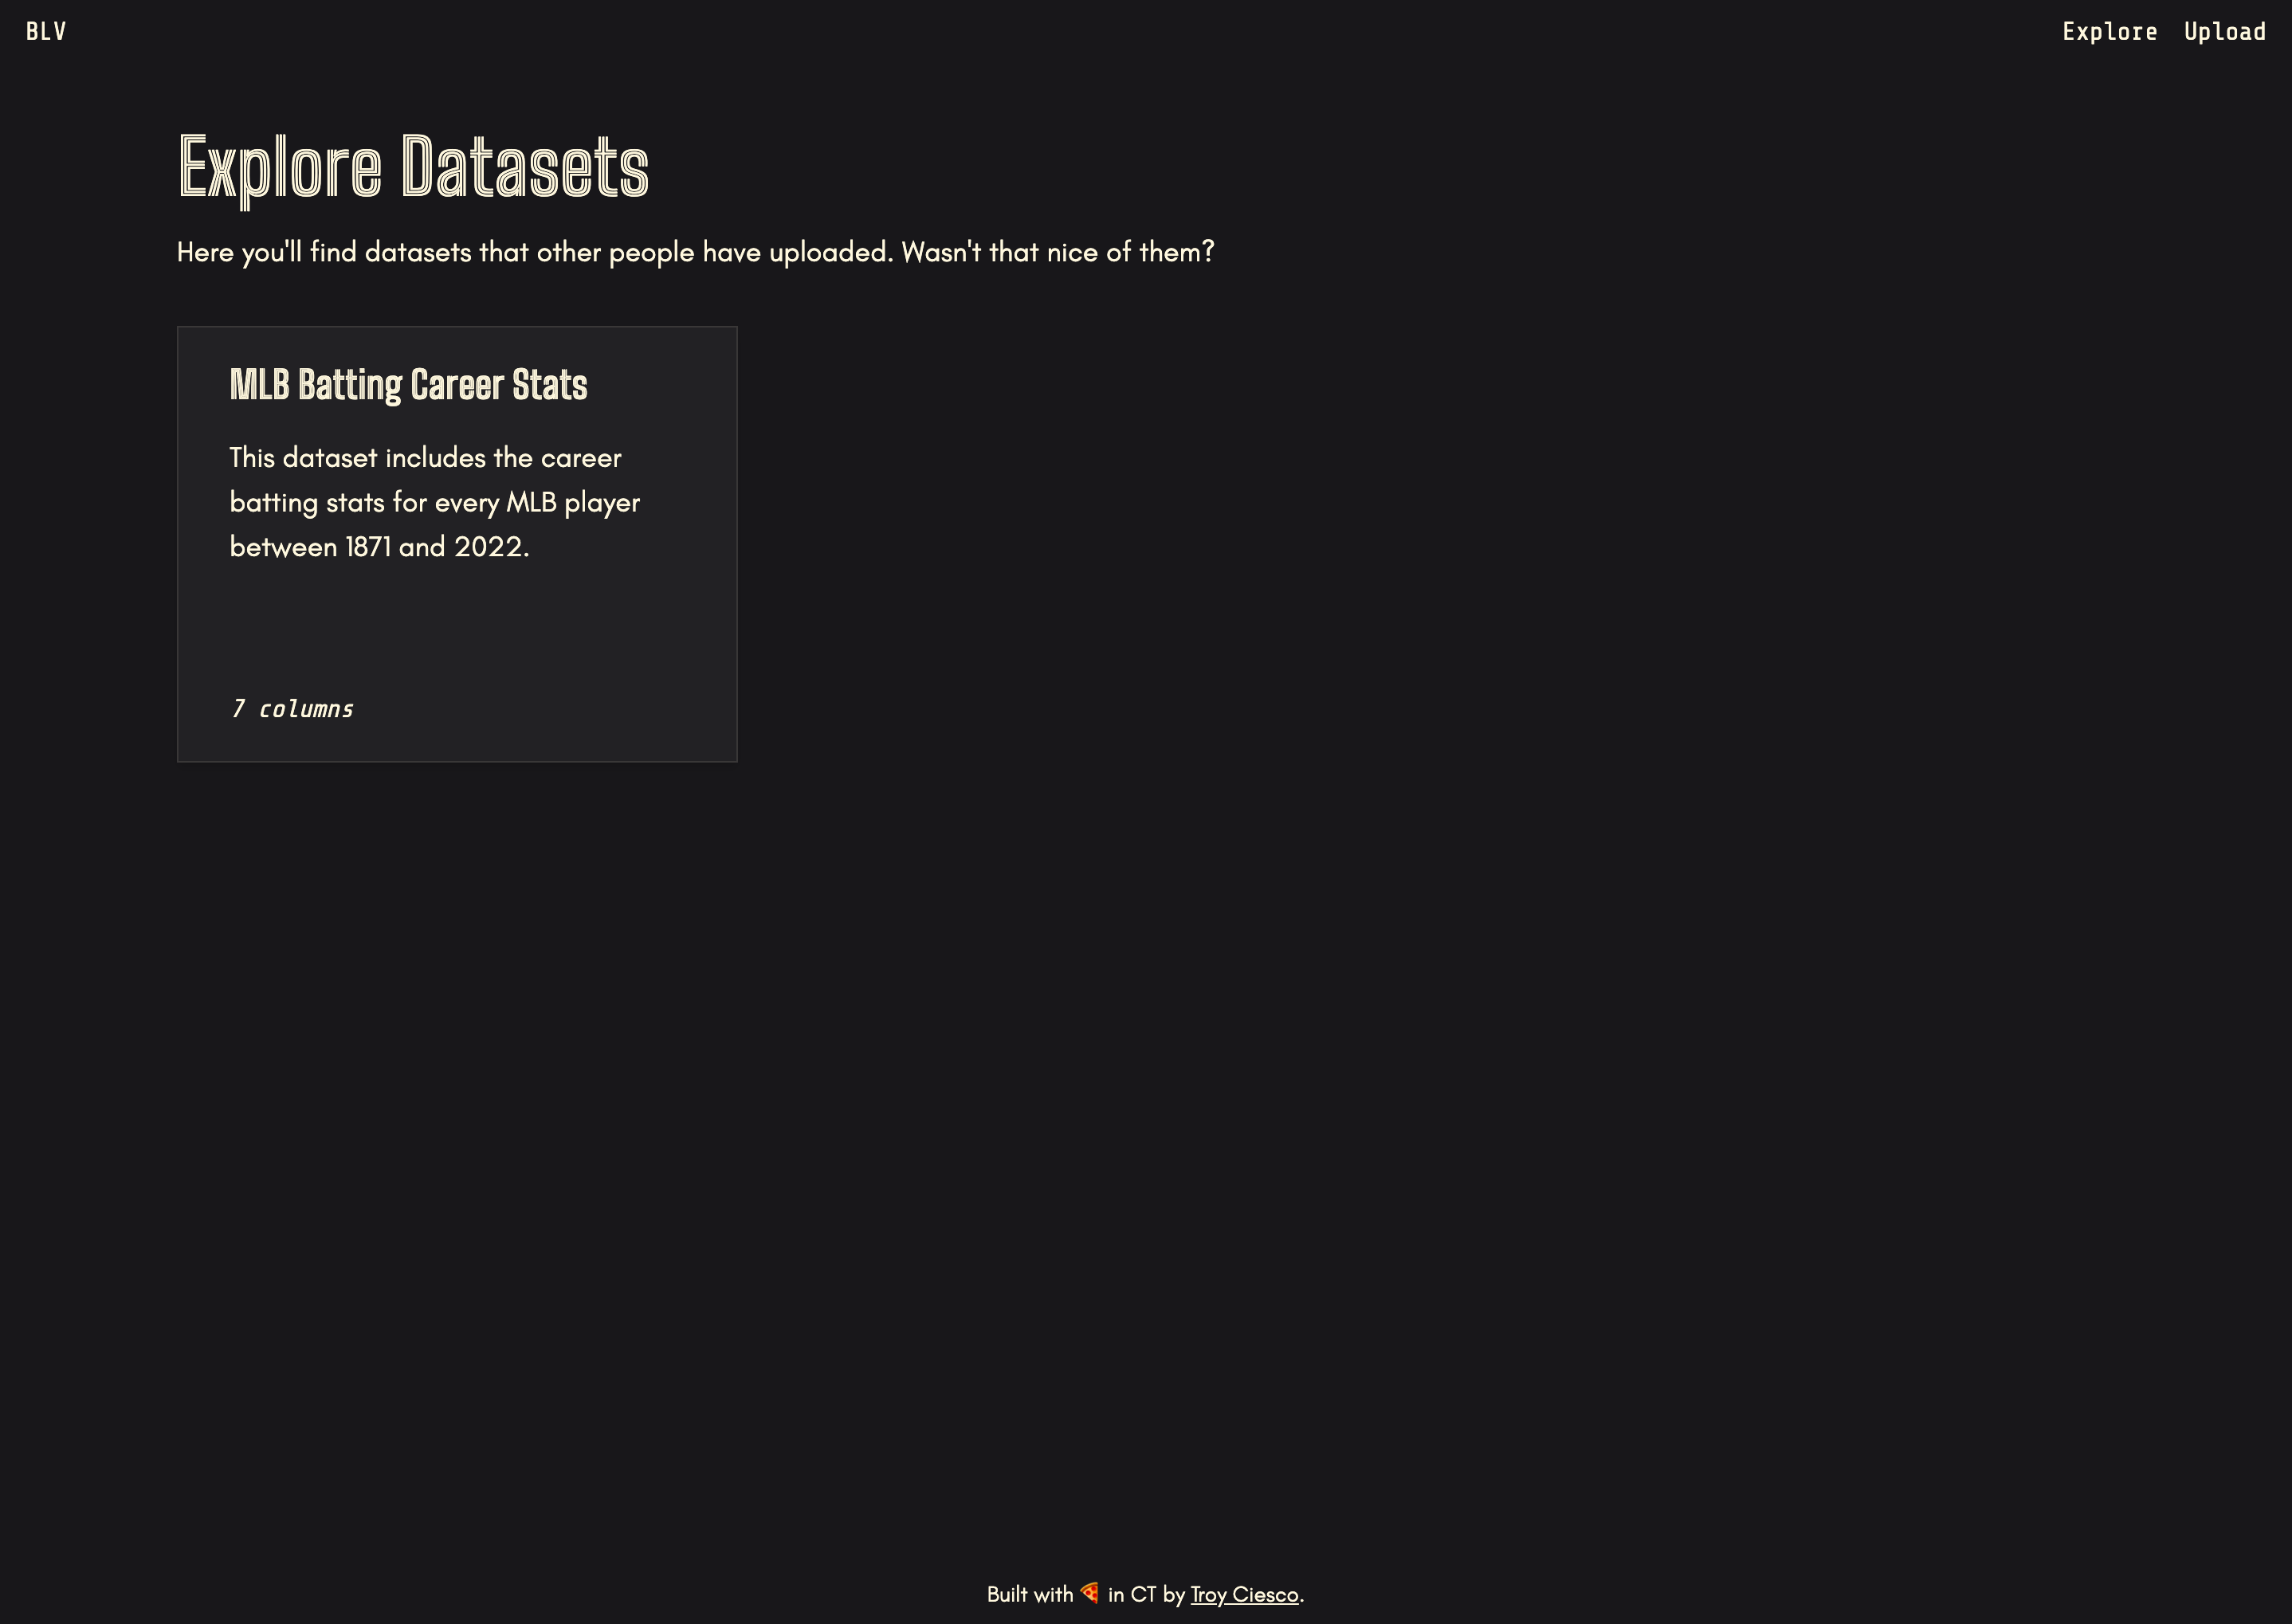 BLV
Explore Upload
Explore Datasets
Here you'll find datasets that other people have uploaded. Wasn't that nice of them?
MLB Batting Career Stats
This dataset includes the career
batting stats for every MLB player
between 1871 and 2022.
7 columns
Built with 🍕 in CT by Troy Ciesco.